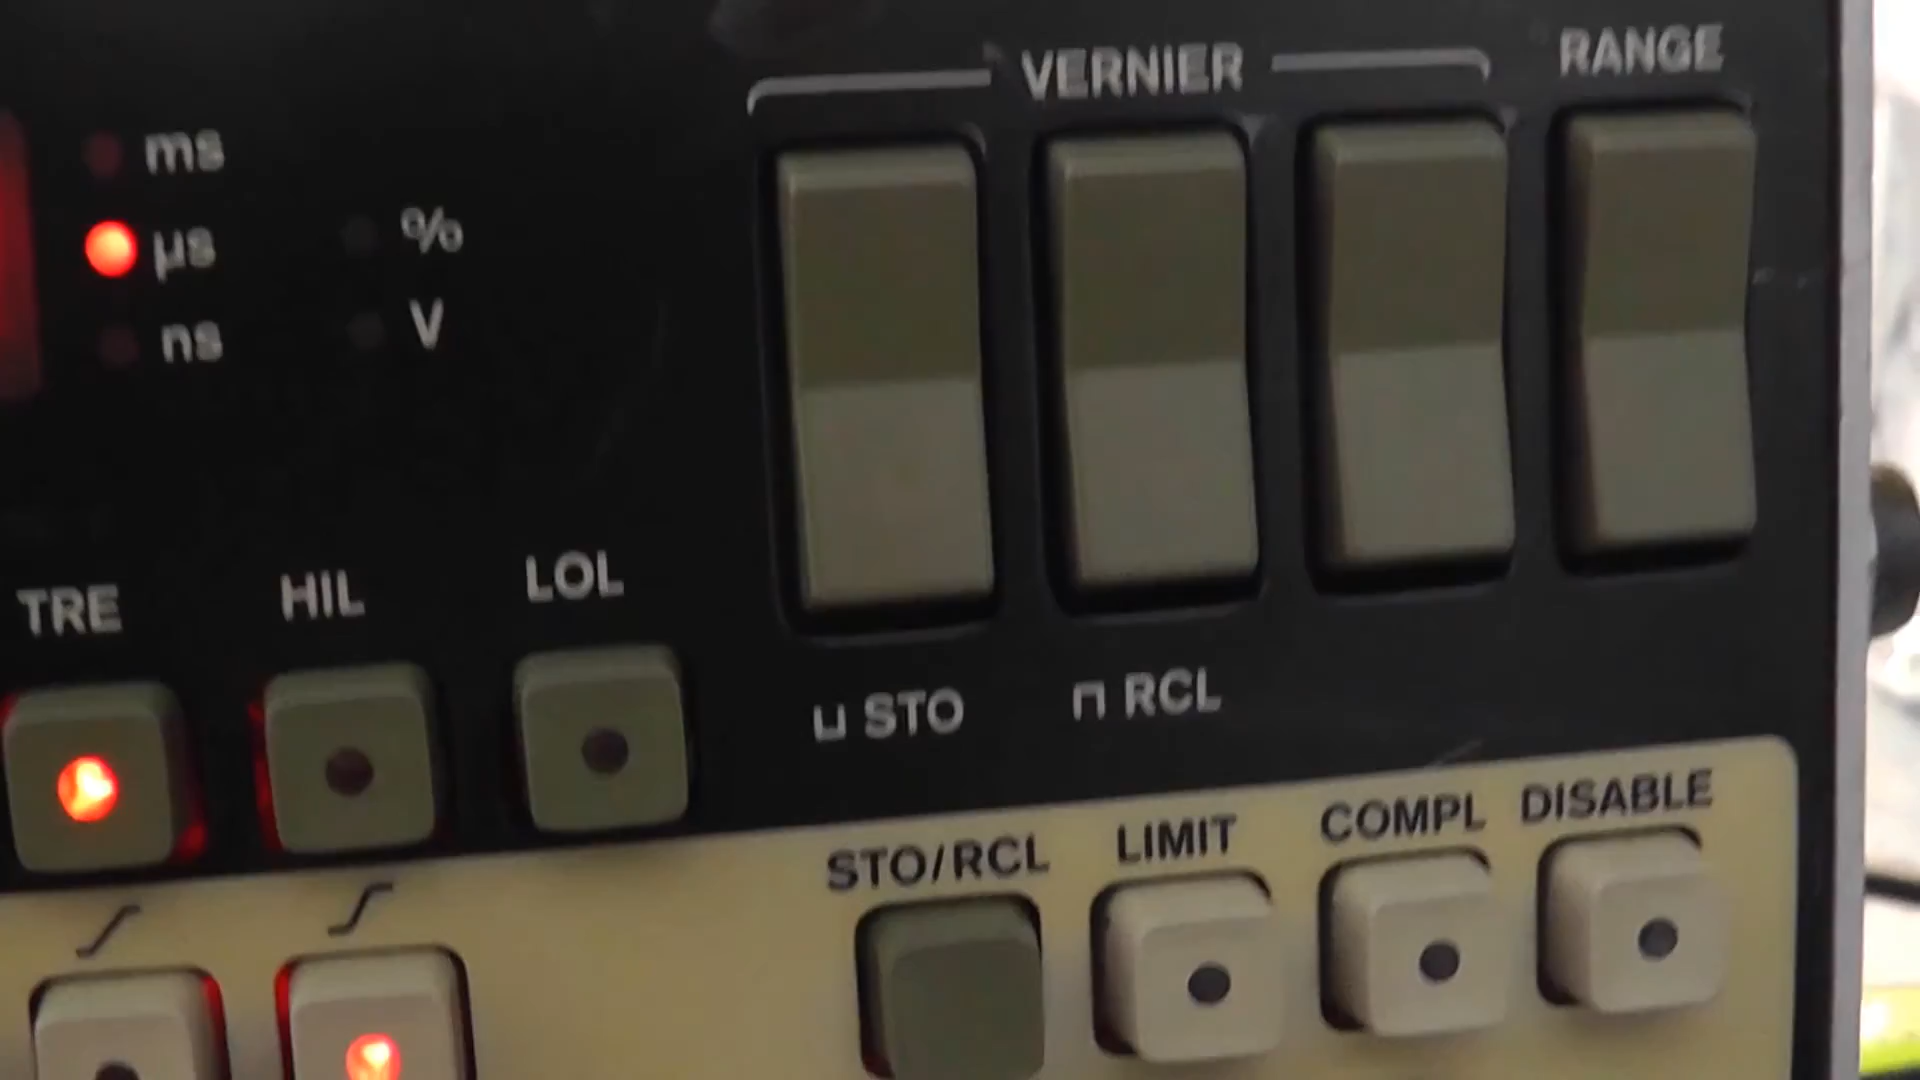 VERNIER
RANGE
ms
µs
%
ns
V
TRE
HIL
LOL
STO
RCL
STO/RCL
LIMIT
COMPL
DISABLE